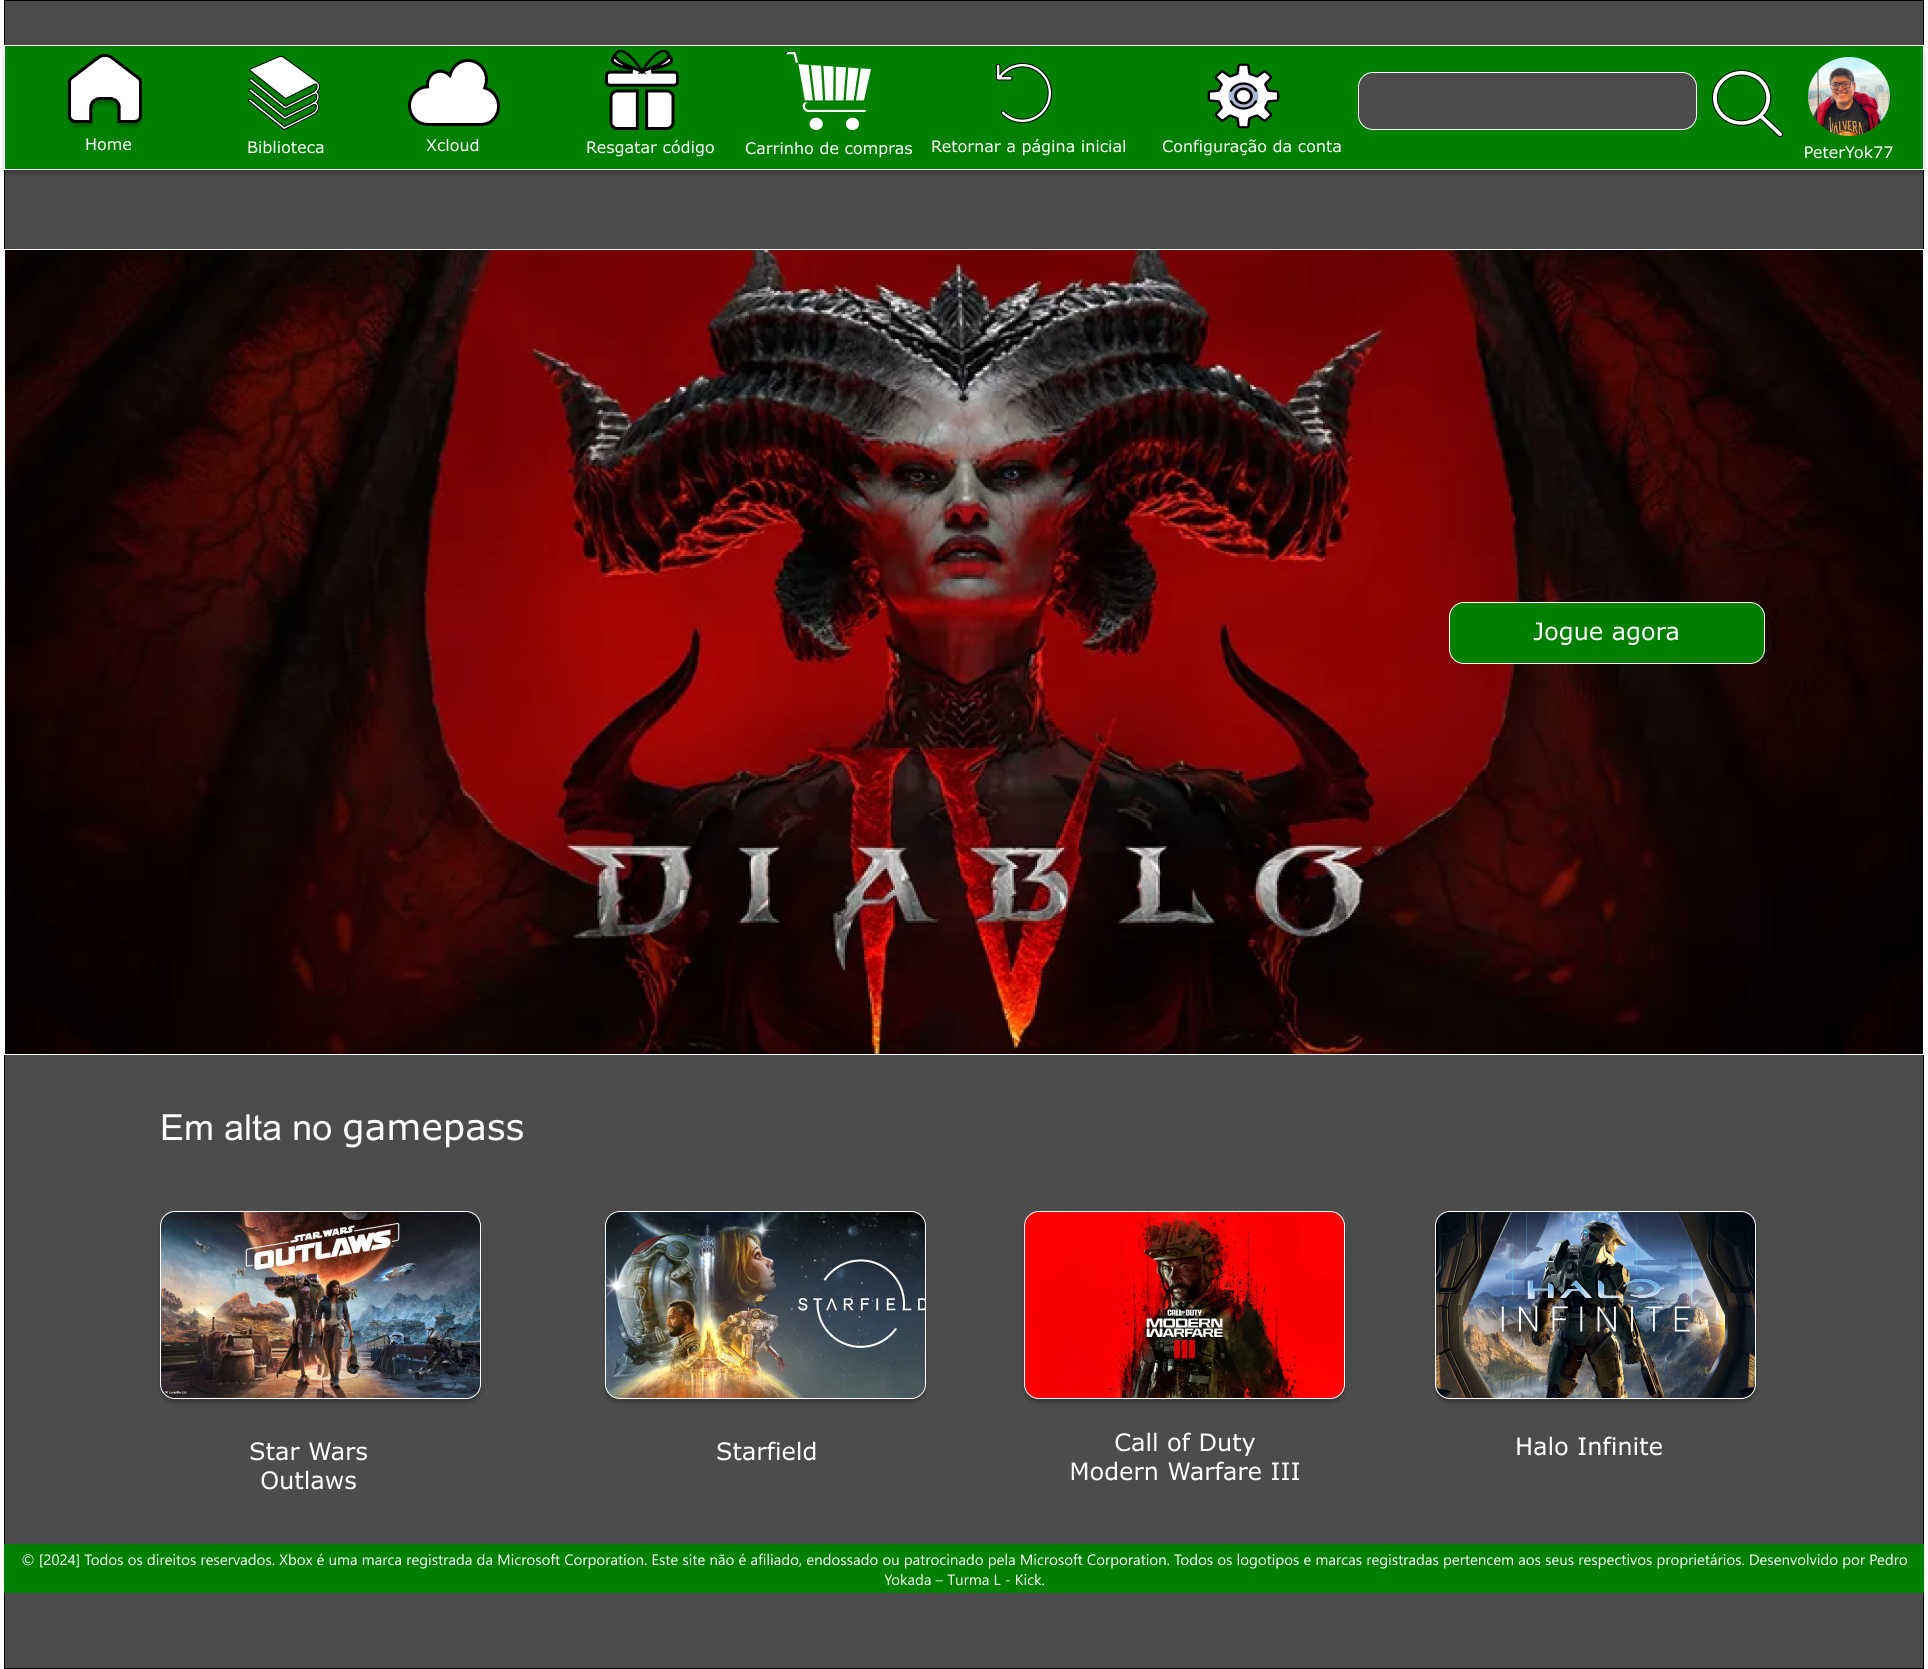 Home
Biblioteca
Xcloud
Resgatar código
Carrinho de compras
Retornar a página inicial
Configuração da conta
PeterYok77
DIABLO
IV
Jogue agora
Em alta no gamepass
STAR WARS
OUTLAWS
STARFIELD
CALL OF DUTY
MODERN
WARFARE
III
HALO
INFINITE
Star Wars
Outlaws
Starfield
Call of Duty
Modern Warfare III
Halo Infinite
© [2024] Todos os direitos reservados. Xbox é uma marca registrada da Microsoft Corporation. Este site não é afiliado, endossado ou patrocinado pela Microsoft Corporation. Todos os logotipos e marcas registradas pertencem aos seus respectivos proprietários. Desenvolvido por Pedro
Yokada – Turma L - Kick.